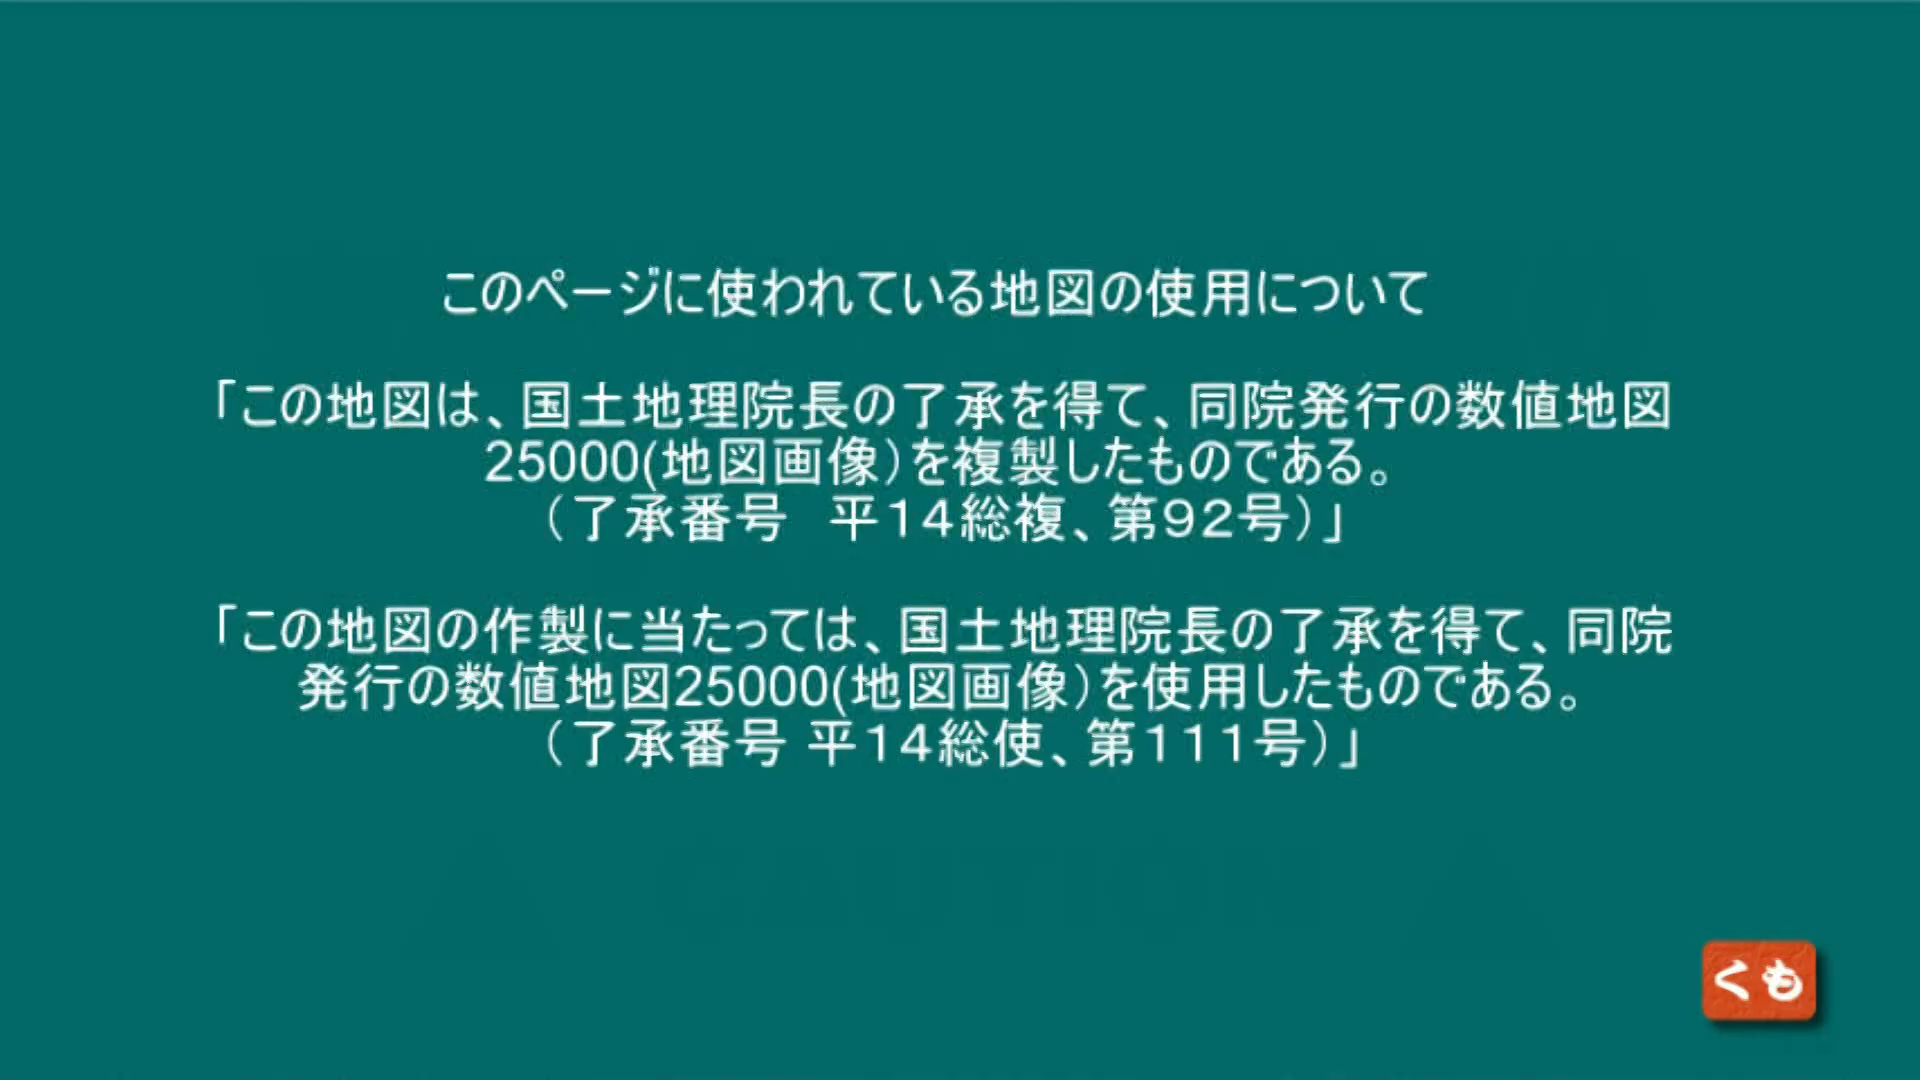 このページに使われている地図の使用について
「この地図は、国土地理院長の了承を得て、同院発行の数値地図
25000(地図画像）を複製したものである。
（了承番号　平１４総複、第９２号）」
「この地図の作製に当たっては、国土地理院長の了承を得て、同院
発行の数値地図25000(地図画像）を使用したものである。
（了承番号 平１４総使、第１１１号）」
くも